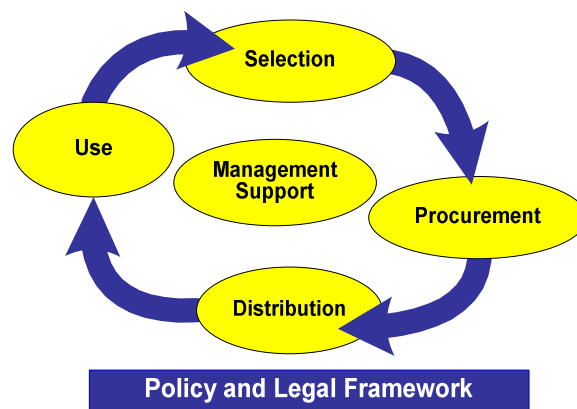 Selection
Use
Management
Support
Procurement
Distribution
Policy and Legal Framework